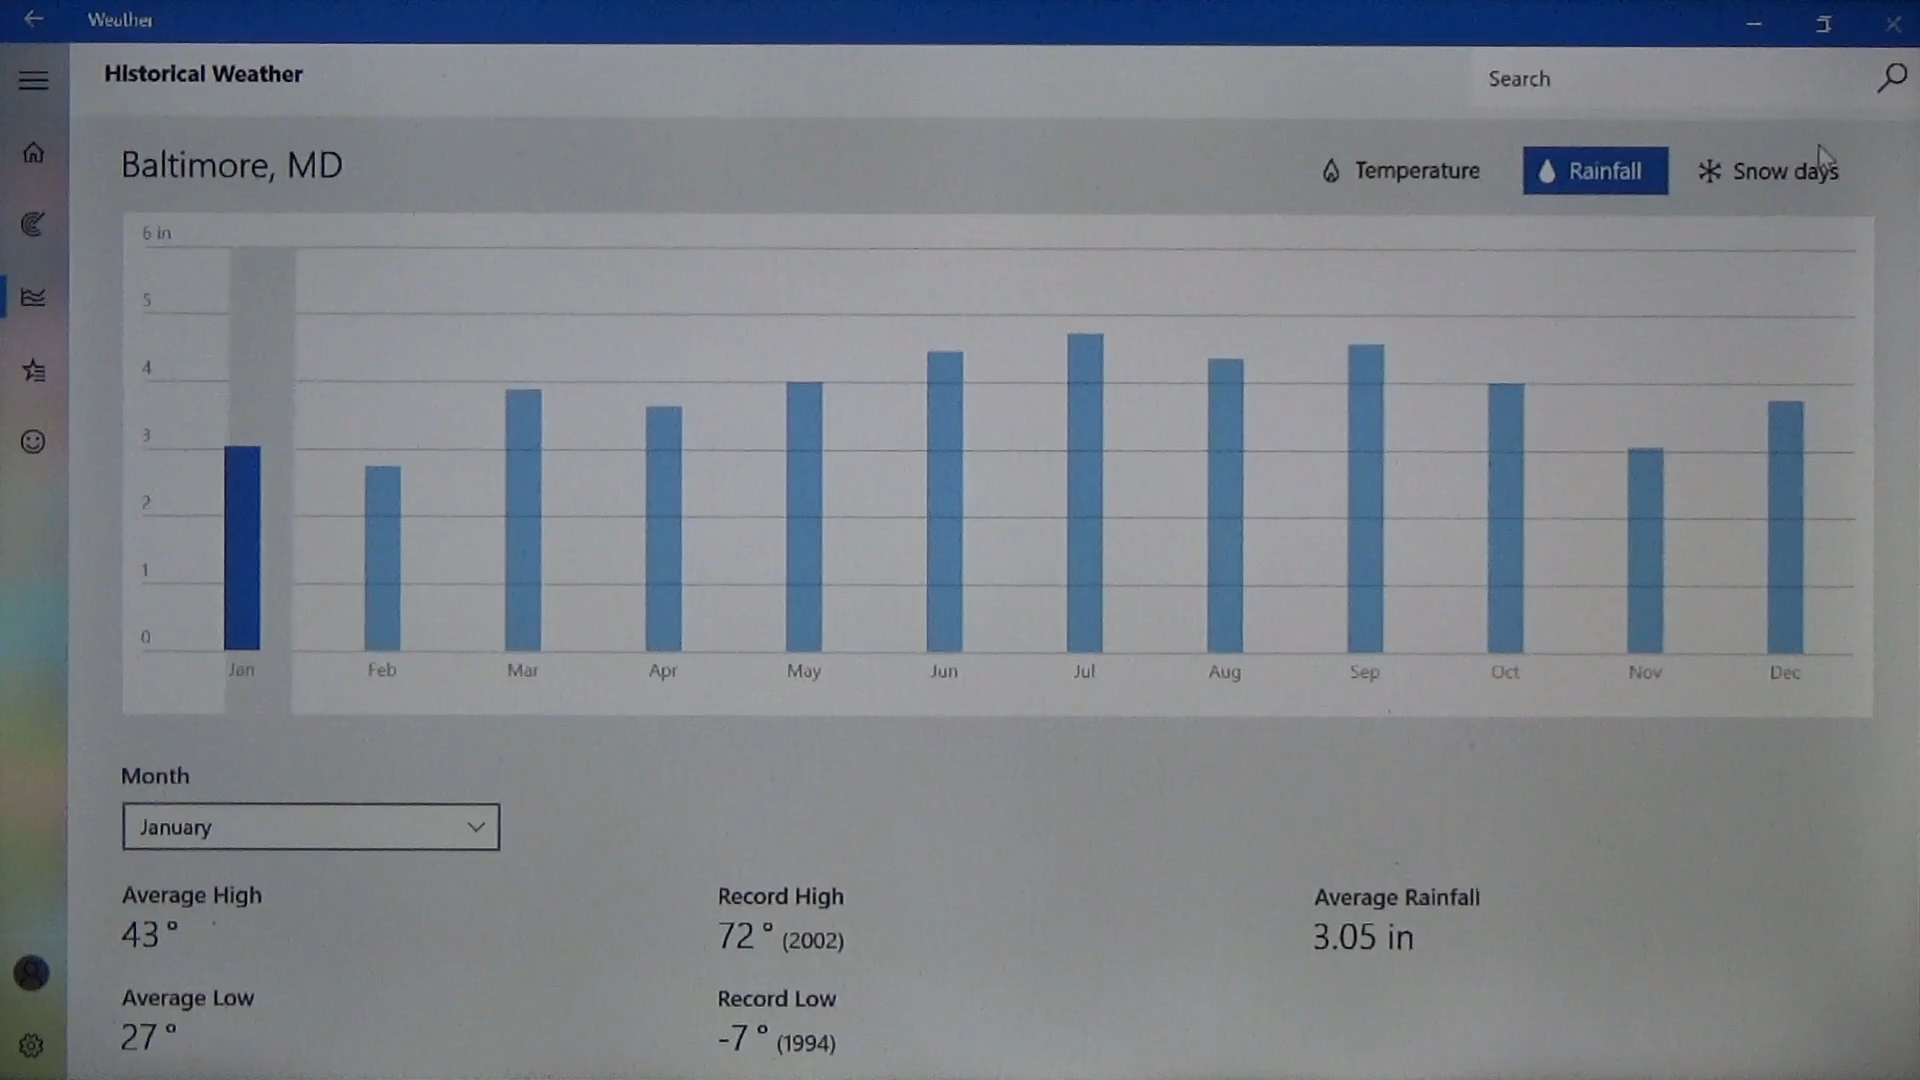 Weather
Historical Weather
Search
Baltimore, MD
Temperature
Rainfall
Snow days
6 in
5
4
3
2
1
0
Jan
Feb
Mar
Apr
May
Jun
Jul
Aug
Sep
Oct
Nov
Dec
Month
January
Average High
43°
Record High
72° (2002)
Average Rainfall
3.05 in
Average Low
27°
Record Low
-7° (1994)